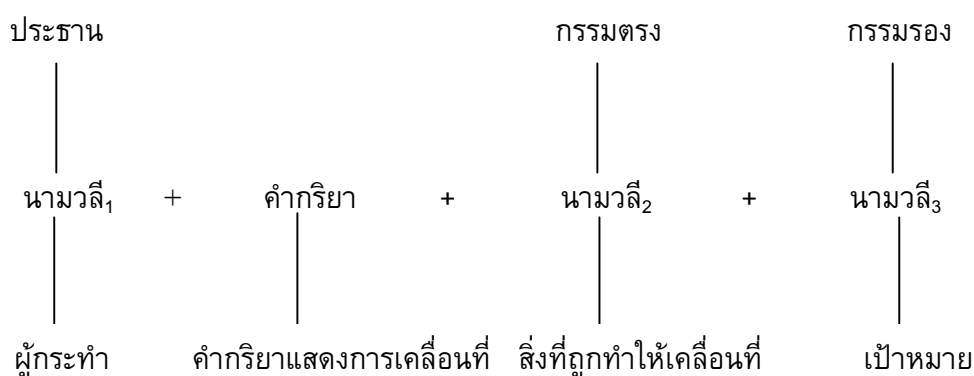 ประธาน กรรมตรง กรรมรอง
นามวลี₁ + คำกริยา + นามวลี₂ + นามวลี₃
ผู้กระทำ คำกริยาแสดงการเคลื่อนที่ สิ่งที่ถูกทำให้เคลื่อนที่ เป้าหมาย